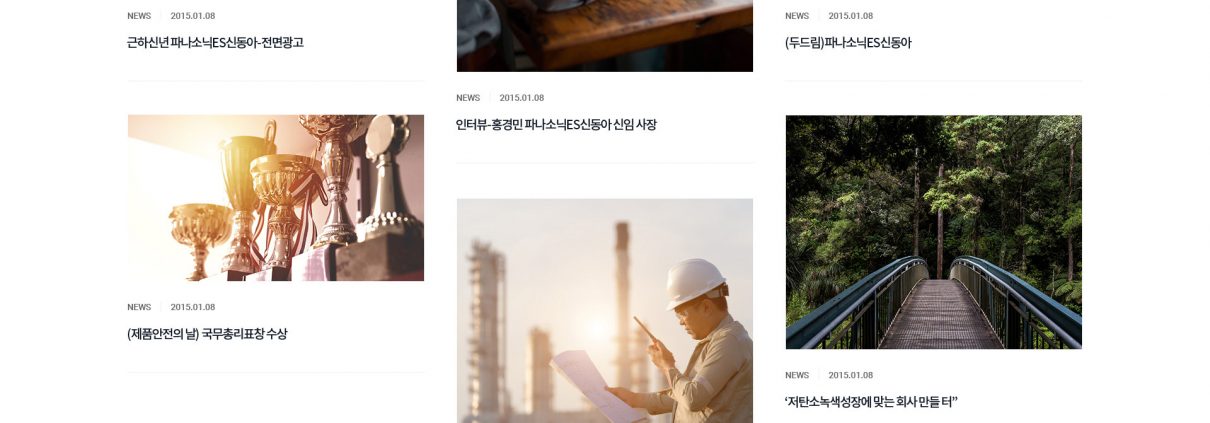 NEWS 2015.01.08
근하신년 파나소닉ES신동아-전면광고
NEWS 2015.01.08
(제품안전의 날) 국무총리표창 수상
NEWS 2015.01.08
인터뷰-홍경민 파나소닉ES신동아 신임 사장
NEWS 2015.01.08
(두드림)파나소닉ES신동아
NEWS 2015.01.08
‘저탄소녹색성장에 맞는 회사 만들 터”